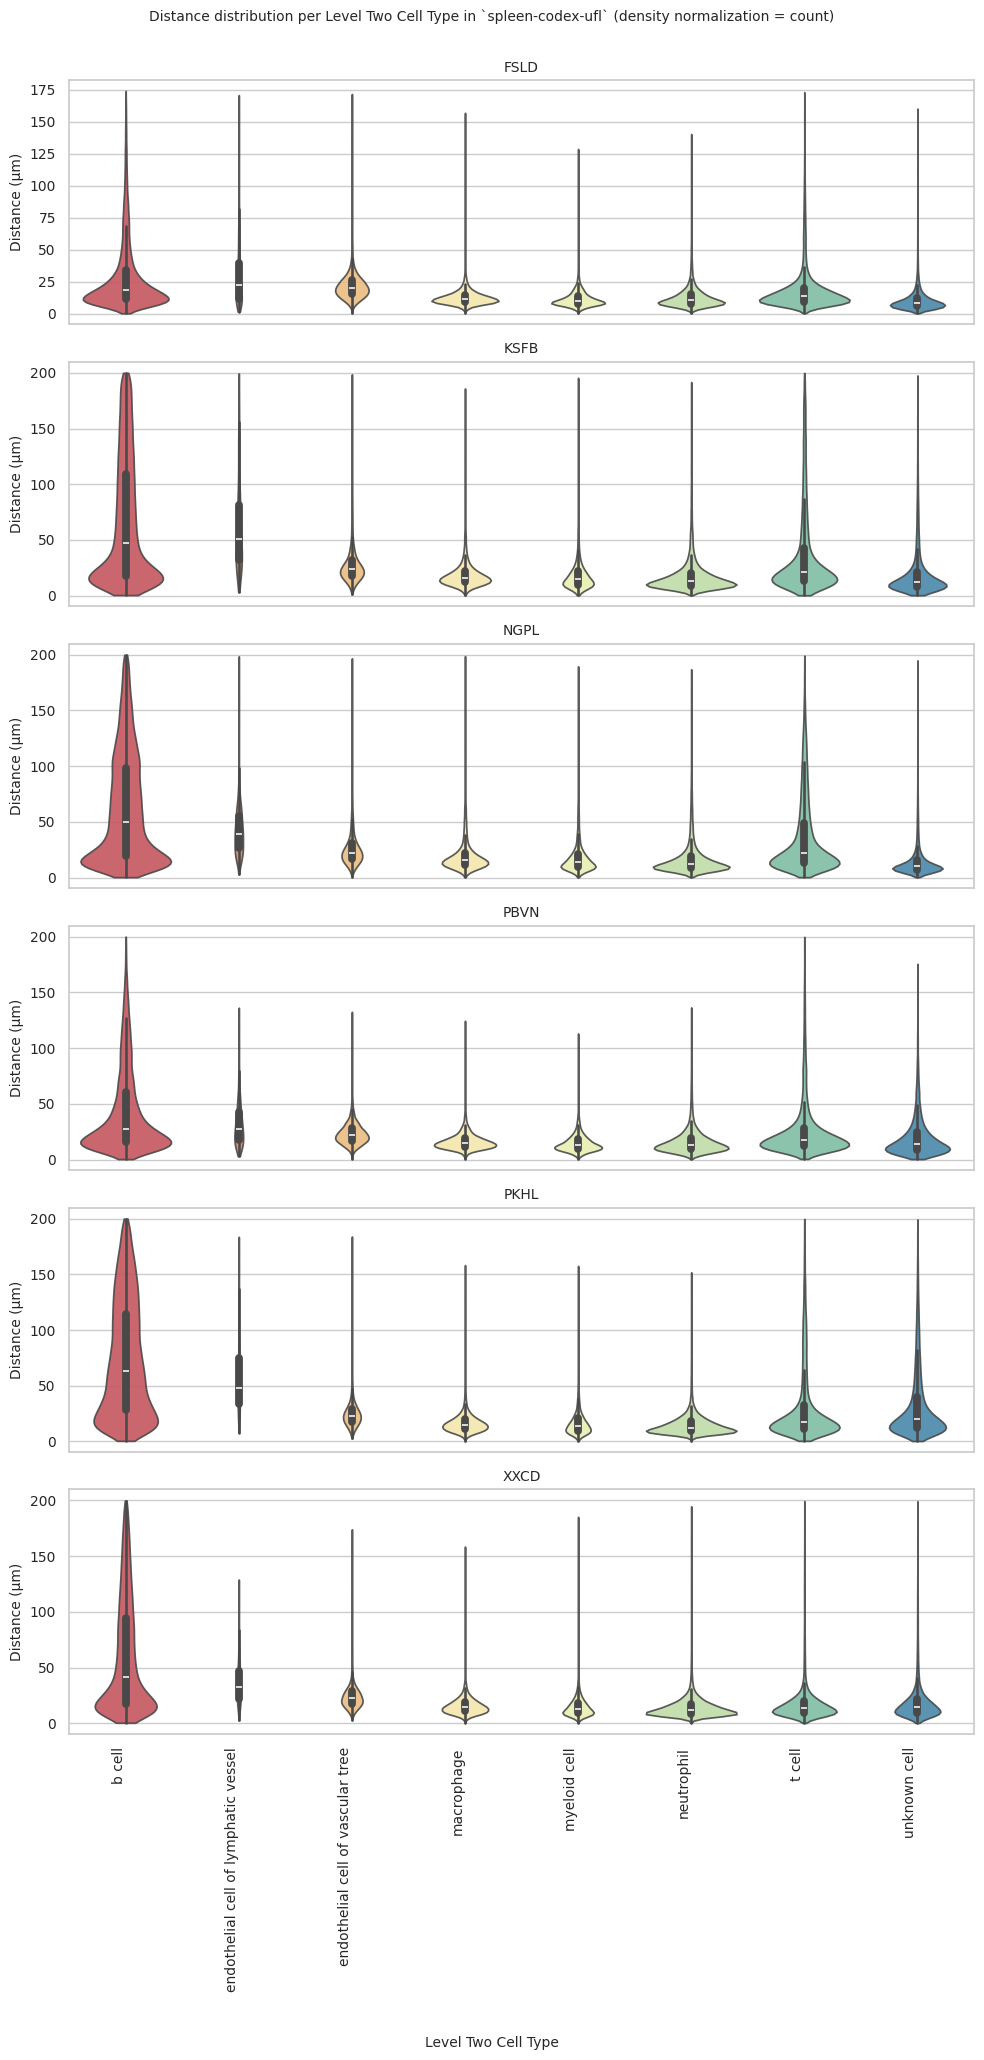 Distance distribution per Level Two Cell Type in `spleen-codex-ufl` (density normalization = count)
FSLD
175
150
125
100
75
50
25
0
Distance (μm)
KSFB
200
150
100
50
0
Distance (μm)
NGPL
200
150
100
50
0
Distance (μm)
PBVN
200
150
100
50
0
Distance (μm)
PKHL
200
150
100
50
0
Distance (μm)
XXCD
200
150
100
50
0
Distance (μm)
b cell
endothelial cell of lymphatic vessel
endothelial cell of vascular tree
macrophage
myeloid cell
neutrophil
t cell
unknown cell
Level Two Cell Type